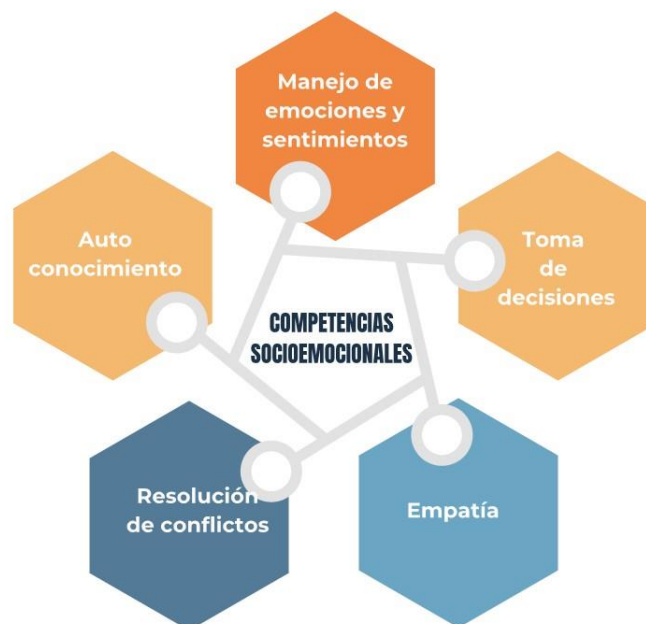 Manejo de
emociones y
sentimientos
Auto
conocimiento
Toma
de
decisiones
COMPETENCIAS
SOCIOEMOCIONALES
Resolución
de conflictos
Empatía